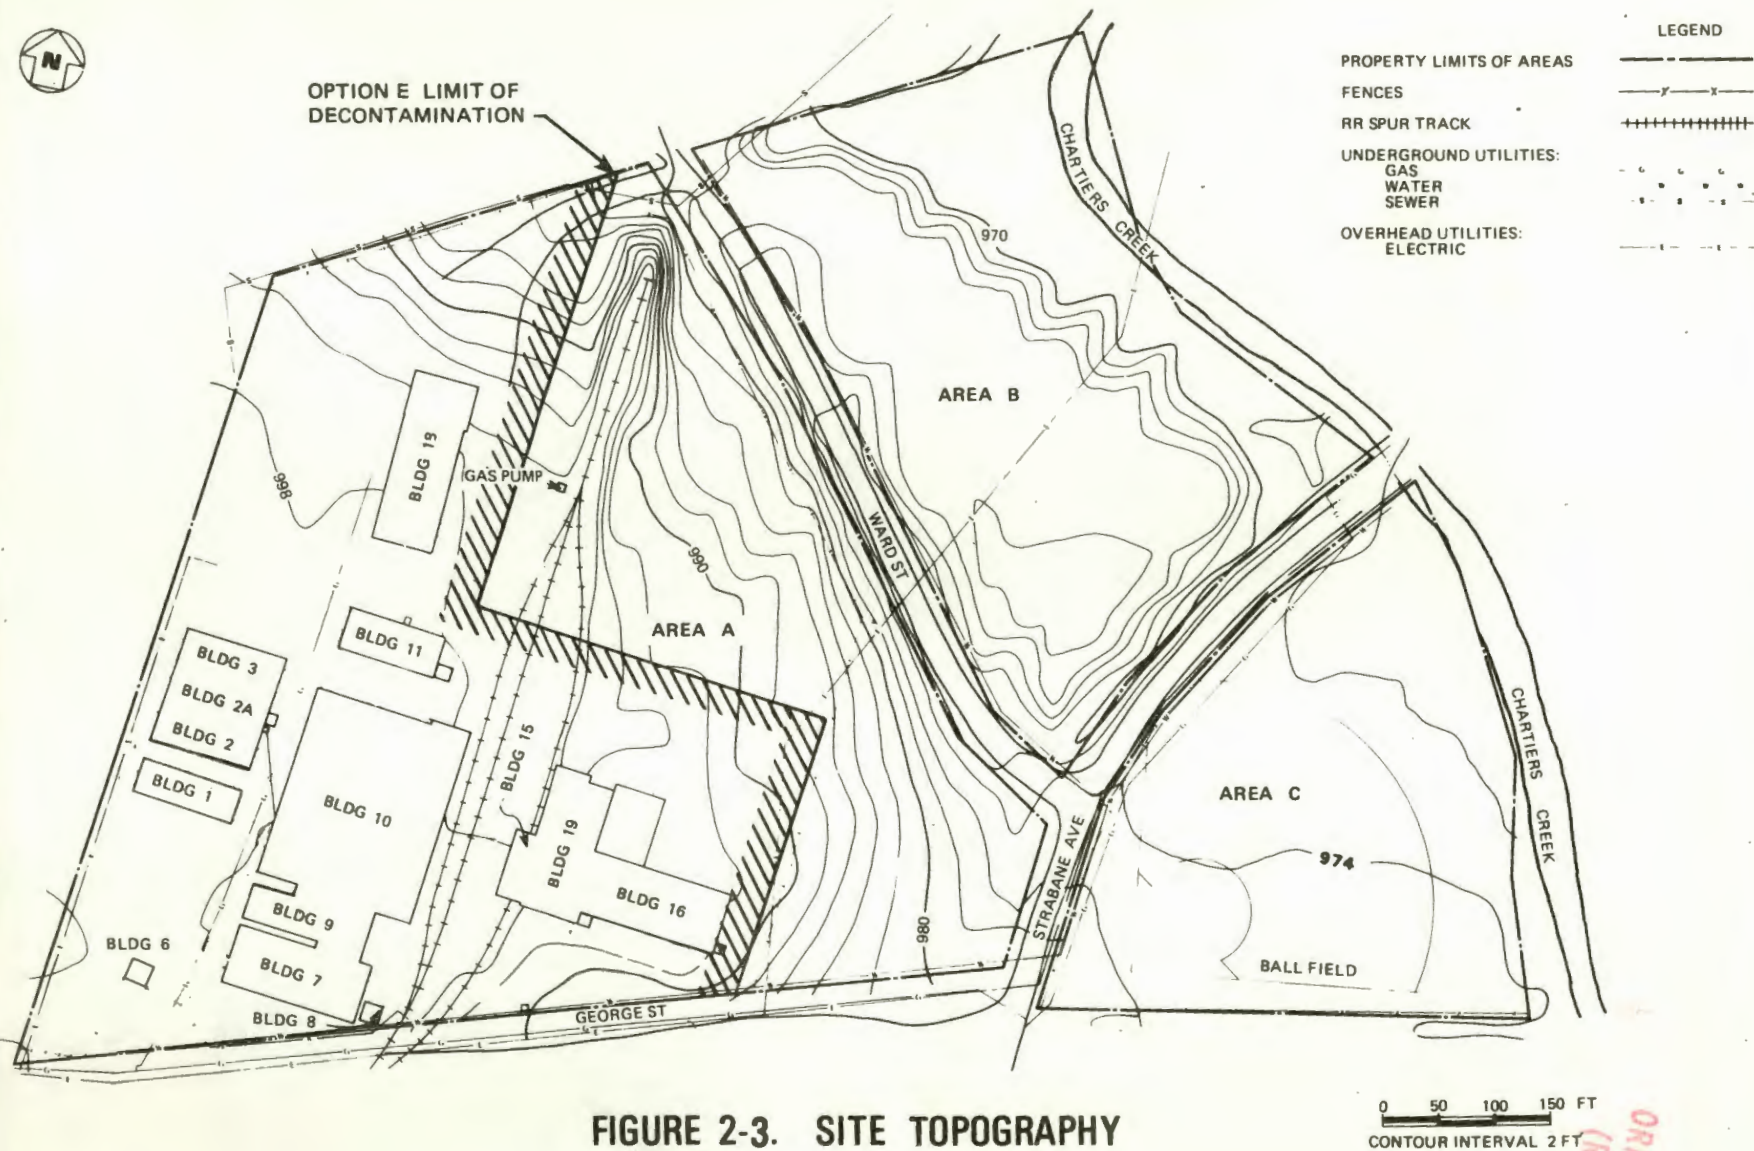 N
OPTION E LIMIT OF
DECONTAMINATION
LEGEND
PROPERTY LIMITS OF AREAS
FENCES
RR SPUR TRACK
UNDERGROUND UTILITIES:
GAS
WATER
SEWER
OVERHEAD UTILITIES:
ELECTRIC
CHARTIERS CREEK
970
AREA B
BLDG 19
GAS PUMP
998
WARD ST
990
AREA A
BLDG 11
BLDG 3
BLDG 2A
BLDG 2
BLDG 1
BLDG 15
BLDG 10
BLDG 19
BLDG 16
BLDG 9
BLDG 6
BLDG 7
BLDG 8
GEORGE ST
980
STRABANE AVE
AREA C
974
BALL FIELD
CHARTIERS
CREEK
0 50 100 150 FT
CONTOUR INTERVAL 2 FT
FIGURE 2-3. SITE TOPOGRAPHY